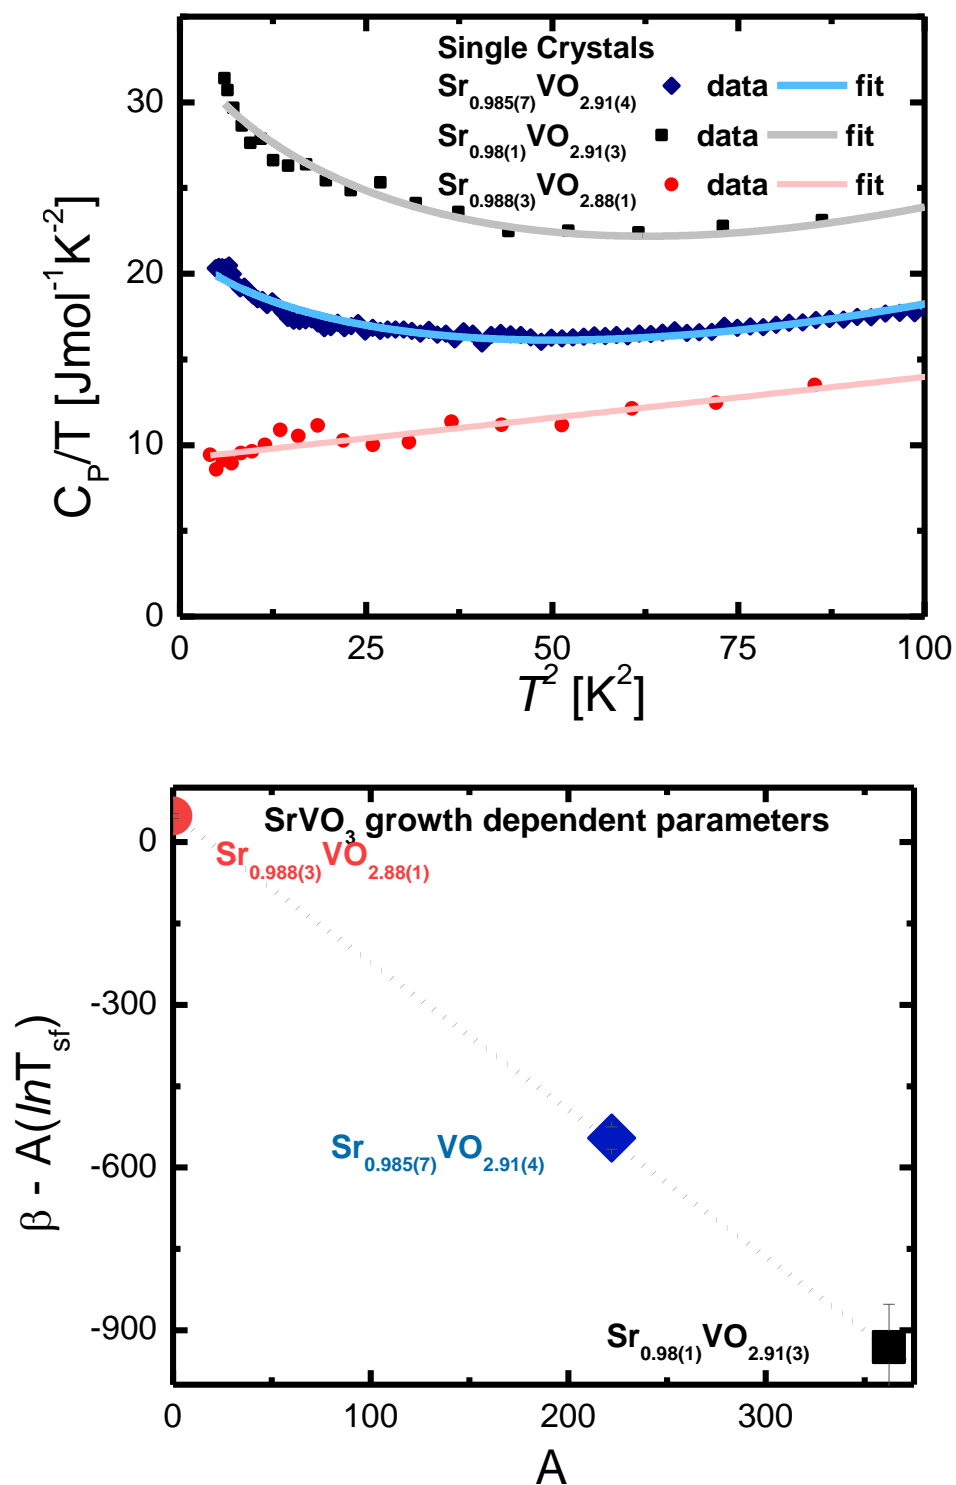 Single Crystals
Sr0.985(7)VO2.91(4) data fit
Sr0.98(1)VO2.91(3) data fit
Sr0.988(3)VO2.88(1) data fit
30
20
10
0
CP/T [Jmol-1K-2]
0 25 50 75 100
T2 [K2]
SrVO3 growth dependent parameters
Sr0.988(3)VO2.88(1)
Sr0.985(7)VO2.91(4)
Sr0.98(1)VO2.91(3)
0
-300
-600
-900
β - A(lnTsf)
0 100 200 300
A